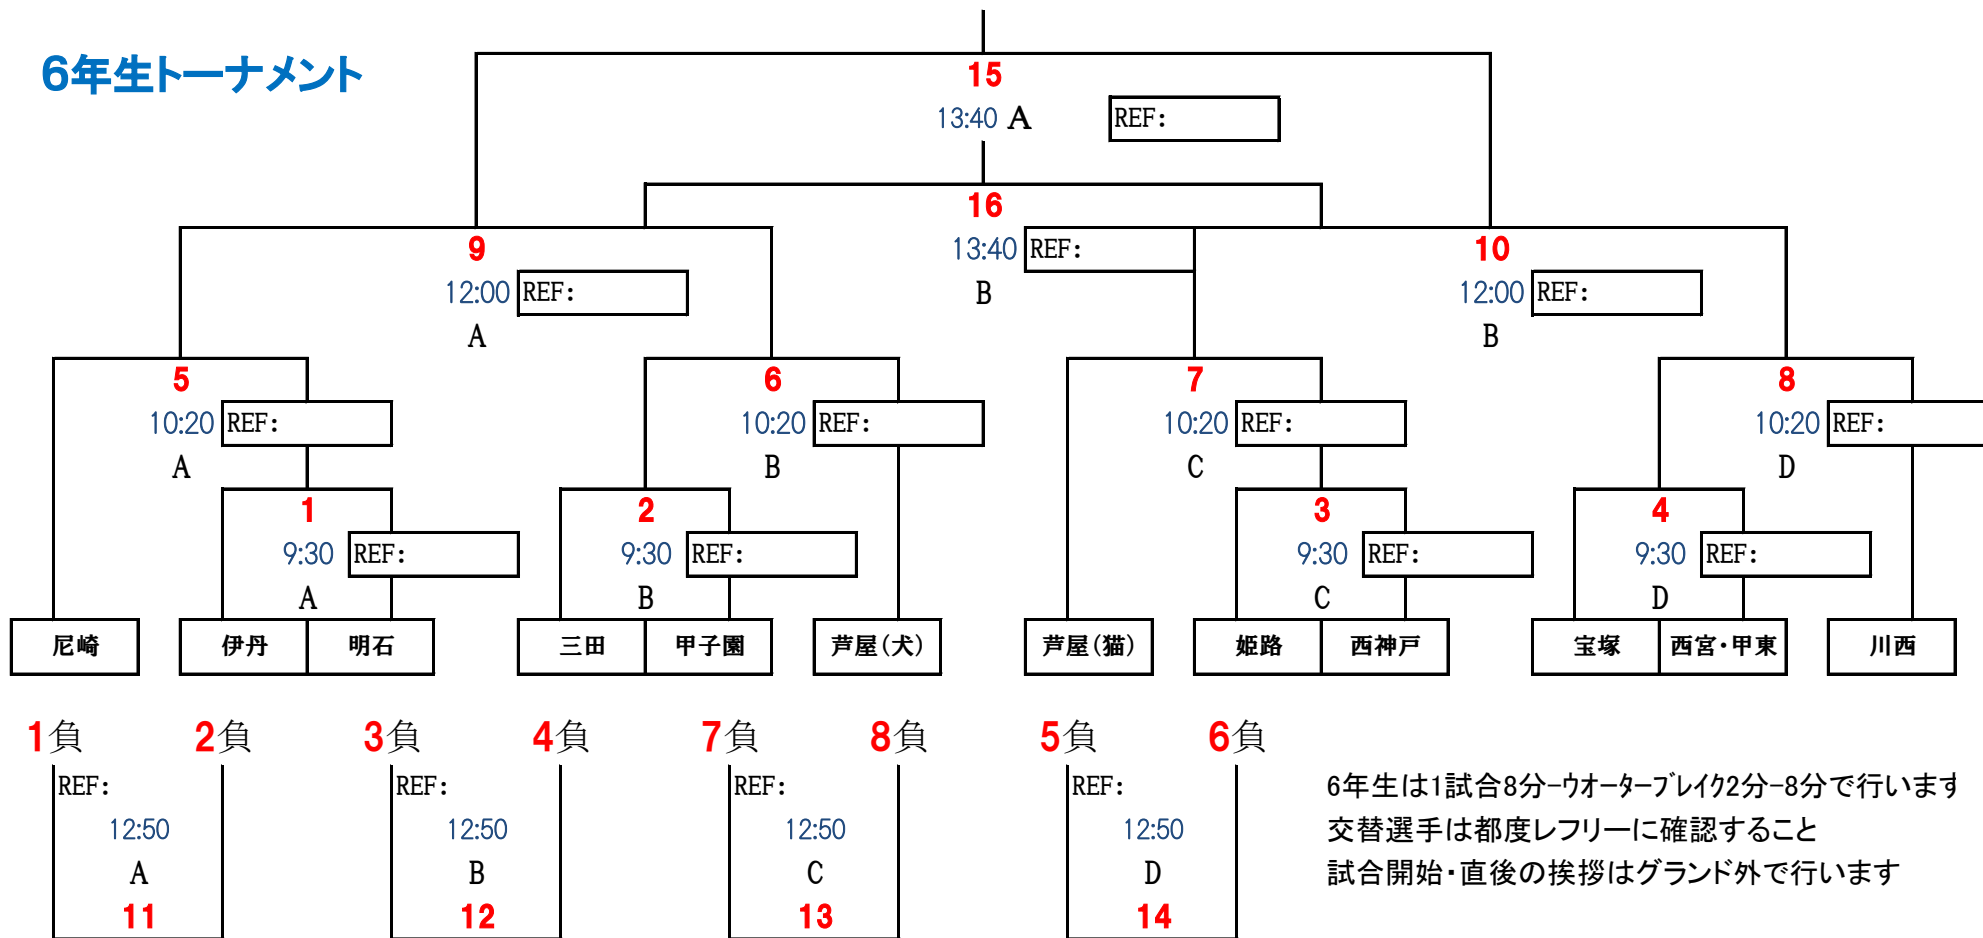 6年生トーナメント
15
13:40 A REF:
16
13:40 REF:
B
9
12:00 REF:
A
10
12:00 REF:
B
5
10:20 REF:
A
6
10:20 REF:
B
7
10:20 REF:
C
8
10:20 REF:
D
1
9:30 REF:
A
2
9:30 REF:
B
3
9:30 REF:
C
4
9:30 REF:
D
尼崎 伊丹 明石 三田 甲子園 芦屋(犬) 芦屋(猫) 姫路 西神戸 宝塚 西宮・甲東 川西
1負 2負
REF:
12:50
A
11
3負 4負
REF:
12:50
B
12
7負 8負
REF:
12:50
C
13
5負 6負
REF:
12:50
D
14
6年生は1試合8分-ウオーターブレイク2分-8分で行います
交替選手は都度レフリーに確認すること
試合開始・直後の挨拶はグランド外で行います